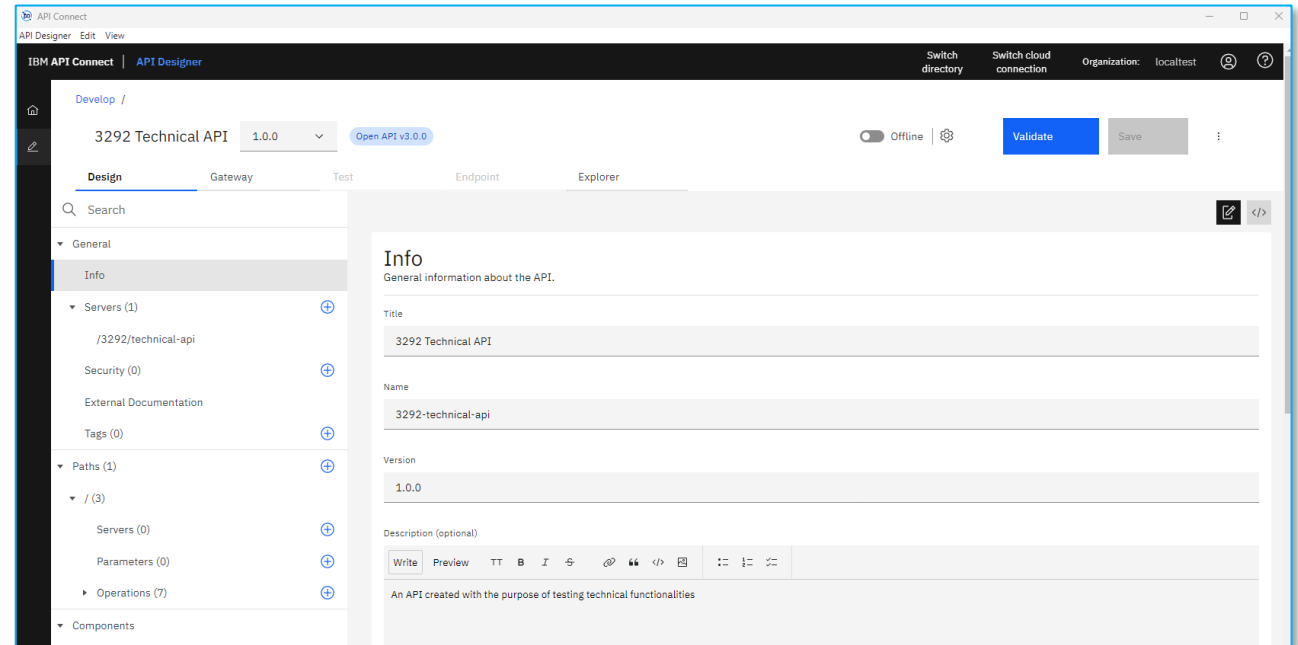 API Connect
API Designer Edit View
IBM API Connect | API Designer
Switch directory
Switch cloud connection
Organization: localtest
Develop /
3292 Technical API
1.0.0
Open API v3.0.0
Offline
Validate
Save
Design
Gateway
Test
Endpoint
Explorer
Search
General
Info
Servers (1)
/3292/technical-api
Security (0)
External Documentation
Tags (0)
Paths (1)
/ (3)
Servers (0)
Parameters (0)
Operations (7)
Components
Info
General information about the API.
Title
3292 Technical API
Name
3292-technical-api
Version
1.0.0
Description (optional)
Write Preview TT B I S
An API created with the purpose of testing technical functionalities